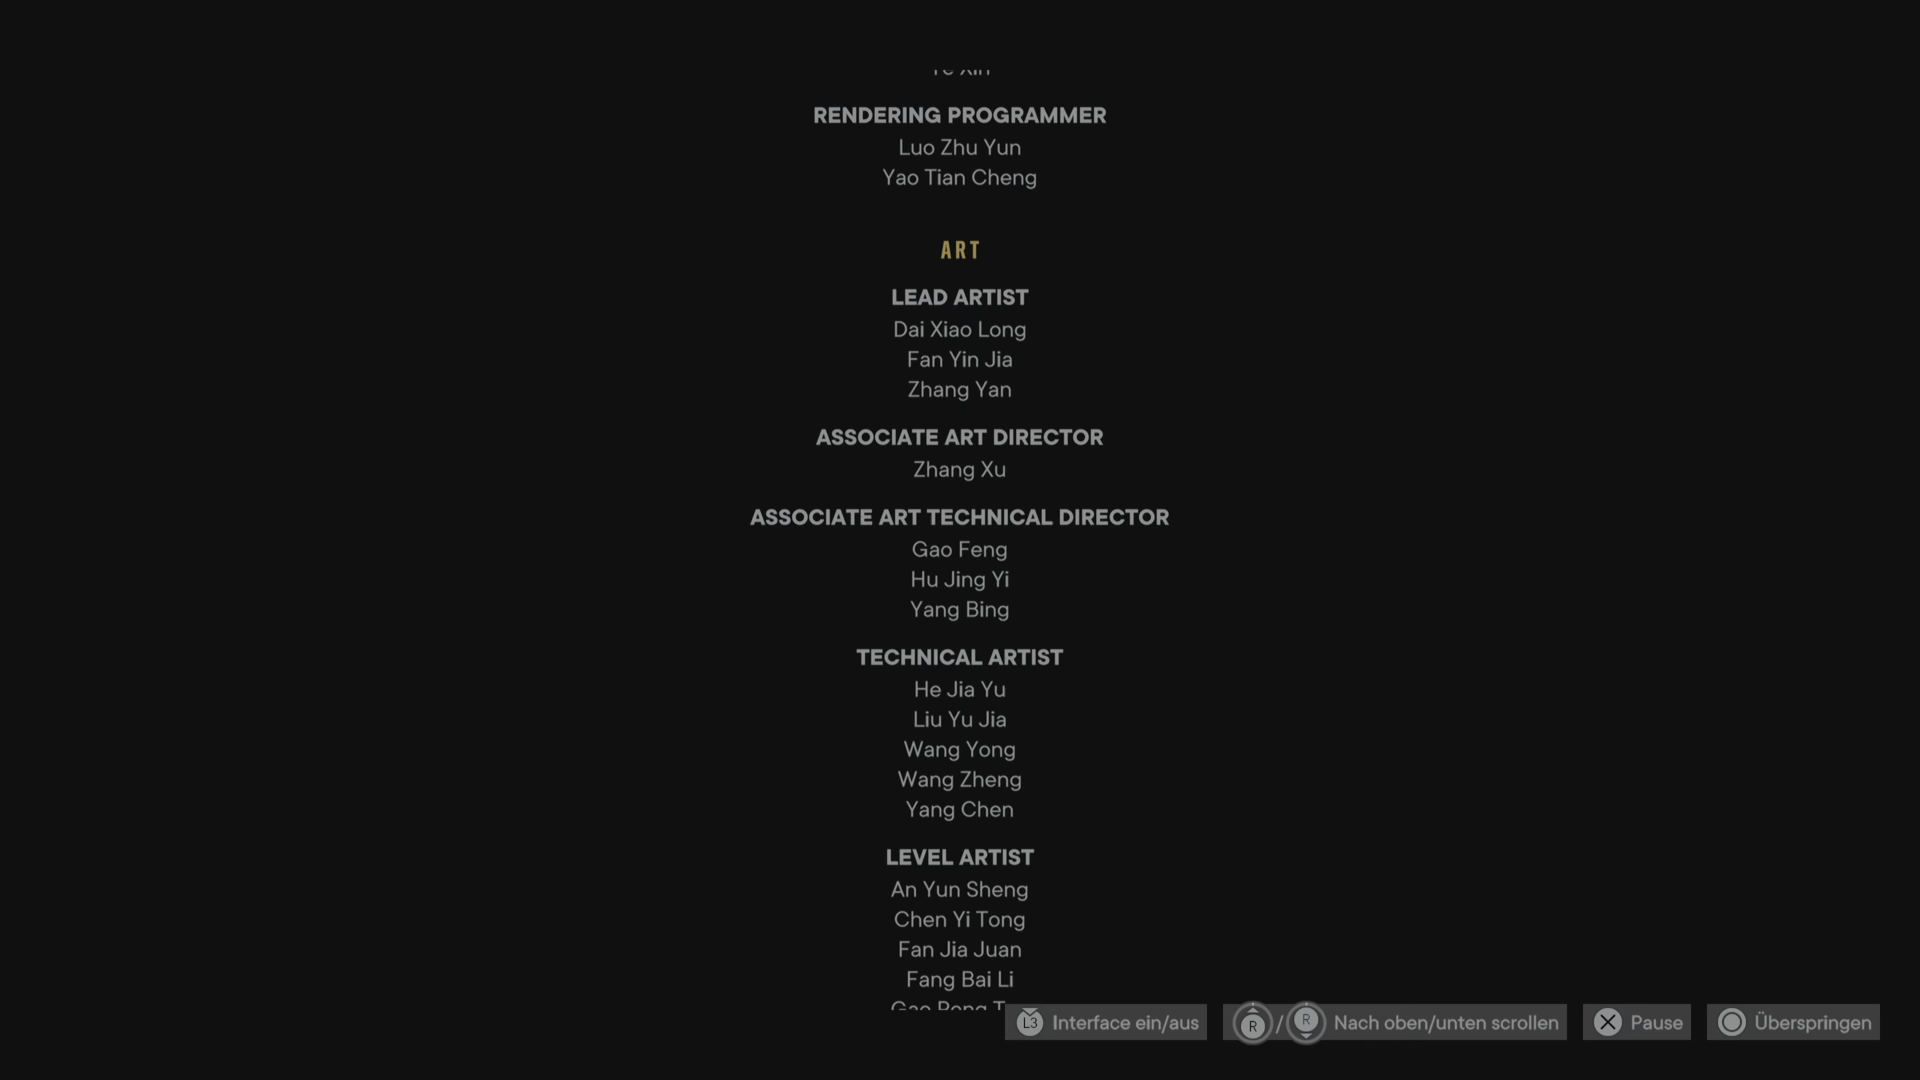 Ye Xin
RENDERING PROGRAMMER
Luo Zhu Yun
Yao Tian Cheng
ART
LEAD ARTIST
Dai Xiao Long
Fan Yin Jia
Zhang Yan
ASSOCIATE ART DIRECTOR
Zhang Xu
ASSOCIATE ART TECHNICAL DIRECTOR
Gao Feng
Hu Jing Yi
Yang Bing
TECHNICAL ARTIST
He Jia Yu
Liu Yu Jia
Wang Yong
Wang Zheng
Yang Chen
LEVEL ARTIST
An Yun Sheng
Chen Yi Tong
Fan Jia Juan
Fang Bai Li
L3 Interface ein/aus R / R Nach oben/unten scrollen Pause Überspringen